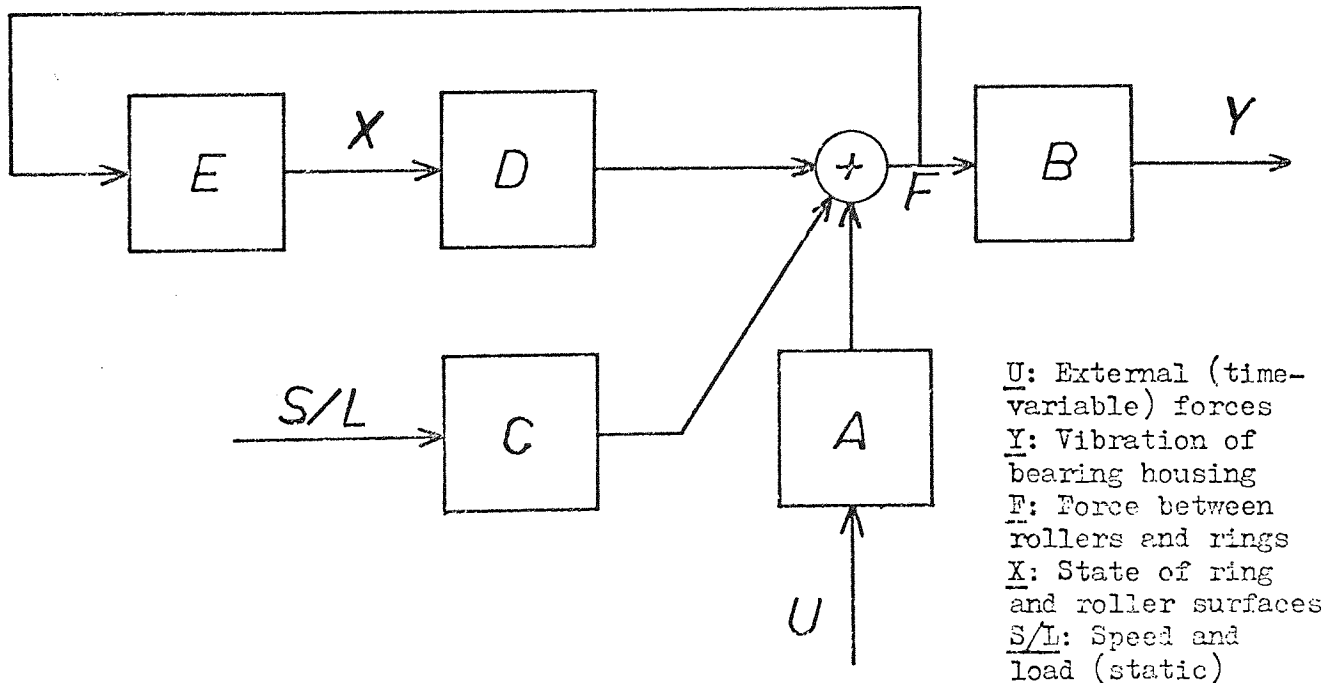 X
Y
E
D
+
F
B
S/L
C
A
U
U: External (time-
variable) forces
Y: Vibration of
bearing housing
F: Force between
rollers and rings
X: State of ring
and roller surfaces
S/L: Speed and
load (static)